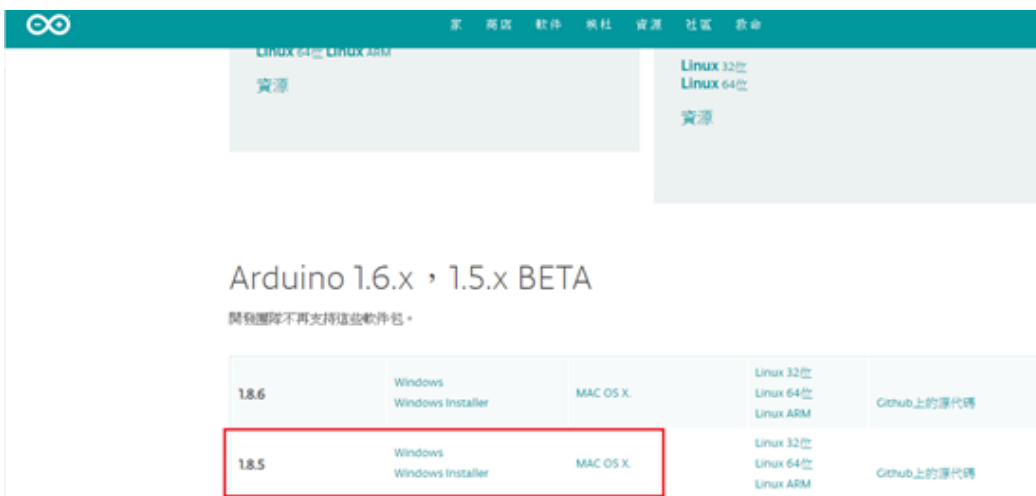 家 商店 軟件 資源 社區 救命
Linux 64位 Linux ARM
資源
Linux 32位
Linux 64位
資源
Arduino 1.6.x，1.5.x BETA
開發團隊不再支持這些軟件包。
1.8.6
Windows
Windows Installer
MAC OS X.
Linux 32位
Linux 64位
Linux ARM
Github上的源代碼
1.8.5
Windows
Windows Installer
MAC OS X.
Linux 32位
Linux 64位
Linux ARM
Github上的源代碼